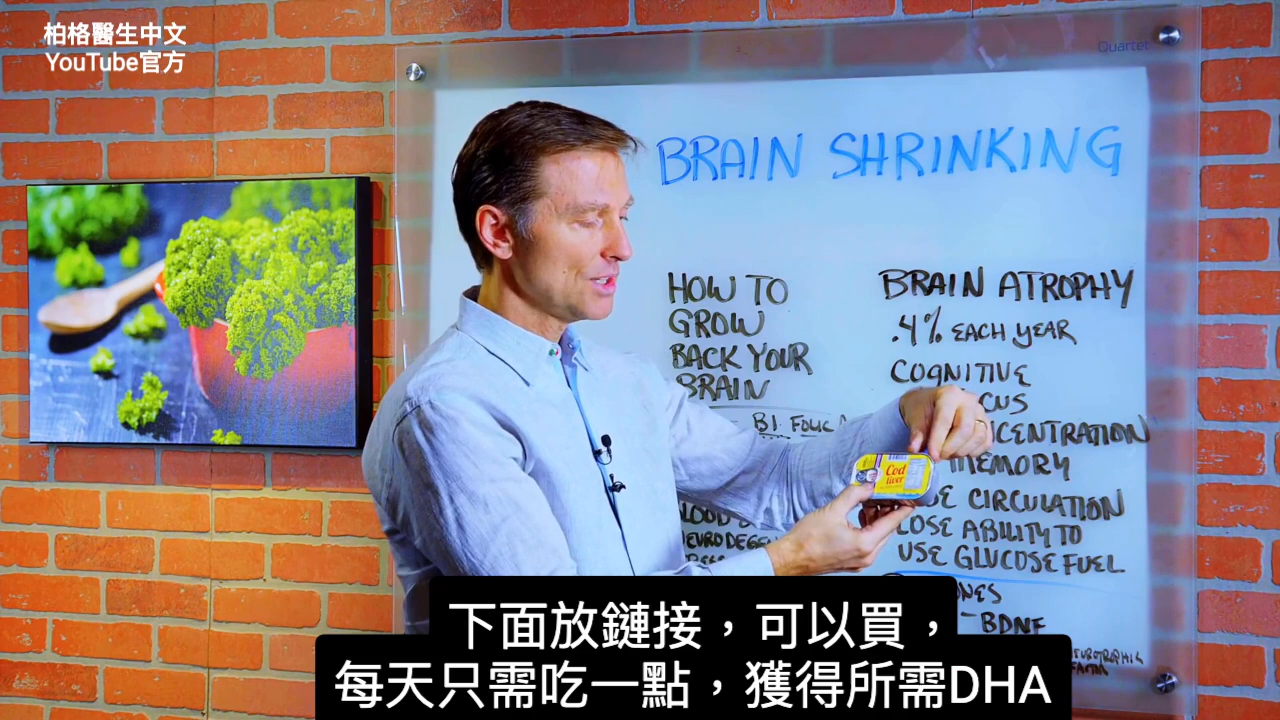 柏格醫生中文
YouTube官方
Quartet
BRAIN SHRINKING
HOW TO
GROW
BACK YOUR
BRAIN
B1 FOLIC
BRAIN ATROPHY
.4% EACH YEAR
COGNITIVE
MEMORY
CIRCULATION
LOSE ABILITY TO
USE GLUCOSE FUEL
BDNF
Cod
liver
下面放鏈接，可以買，
每天只需吃一點，獲得所需DHA